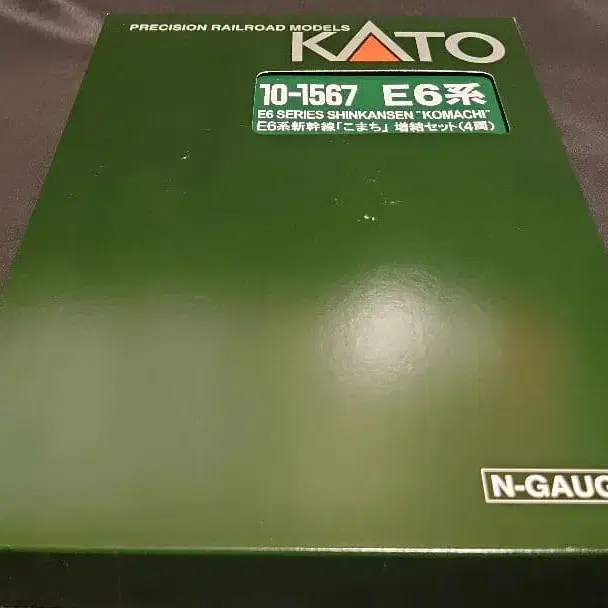 PRECISION RAILROAD MODELS
KATO
10-1567 E6系
E6 SERIES SHINKANSEN "KOMACHI"
E6系新幹線「こまち」増結セット(4両)
N-GAUG